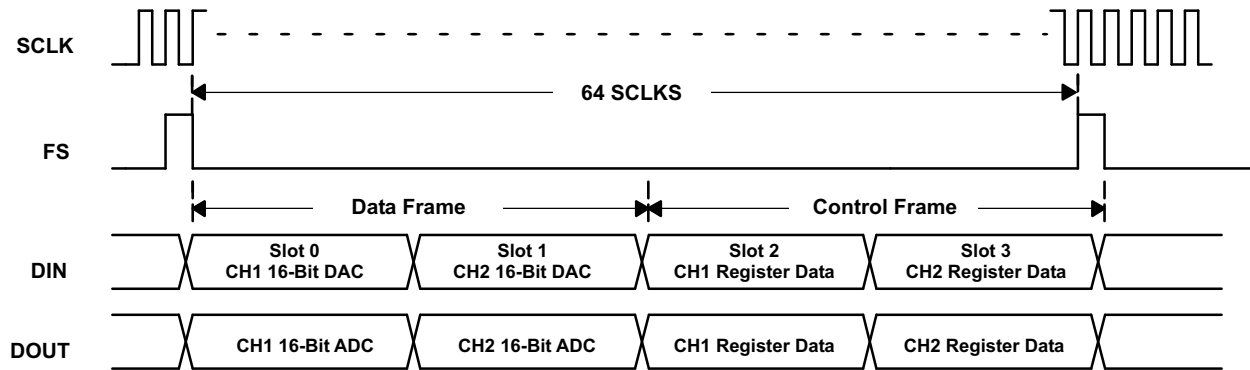 SCLK
64 SCLKS
FS
Data Frame
Control Frame
DIN
Slot 0
CH1 16-Bit DAC
Slot 1
CH2 16-Bit DAC
Slot 2
CH1 Register Data
Slot 3
CH2 Register Data
DOUT
CH1 16-Bit ADC
CH2 16-Bit ADC
CH1 Register Data
CH2 Register Data